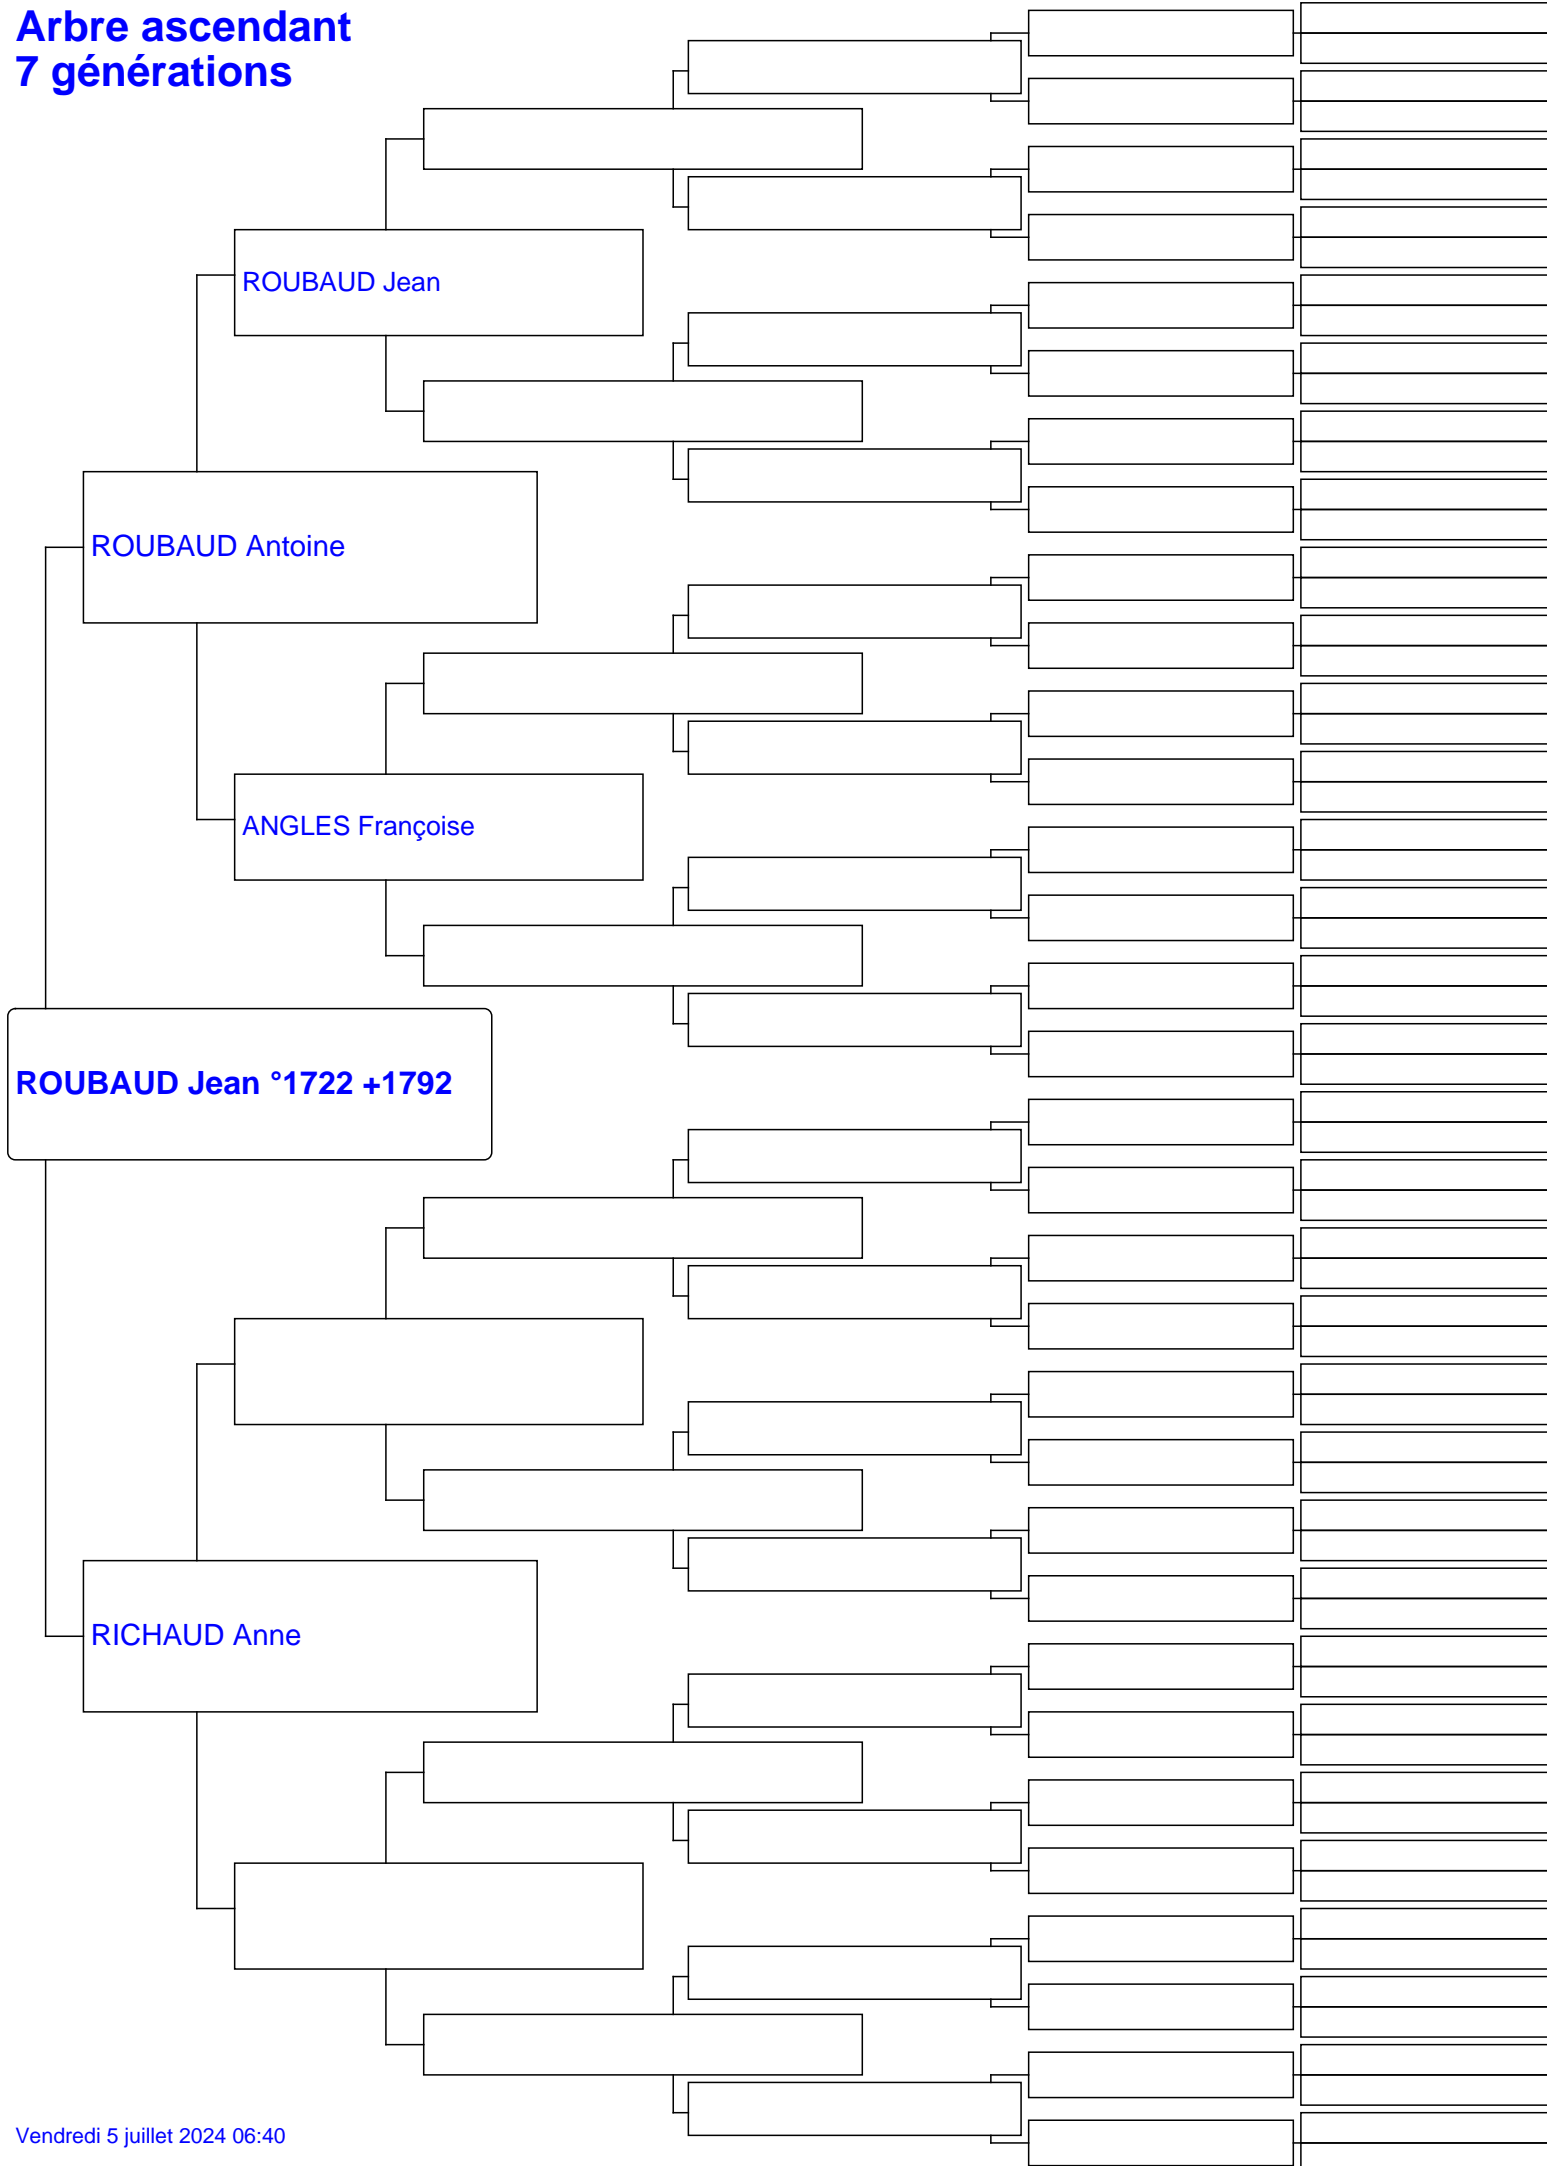 Arbre ascendant
7 générations
ROUBAUD Jean
ROUBAUD Antoine
ANGLES Françoise
ROUBAUD Jean °1722 +1792
RICHAUD Anne
Vendredi 5 juillet 2024 06:40